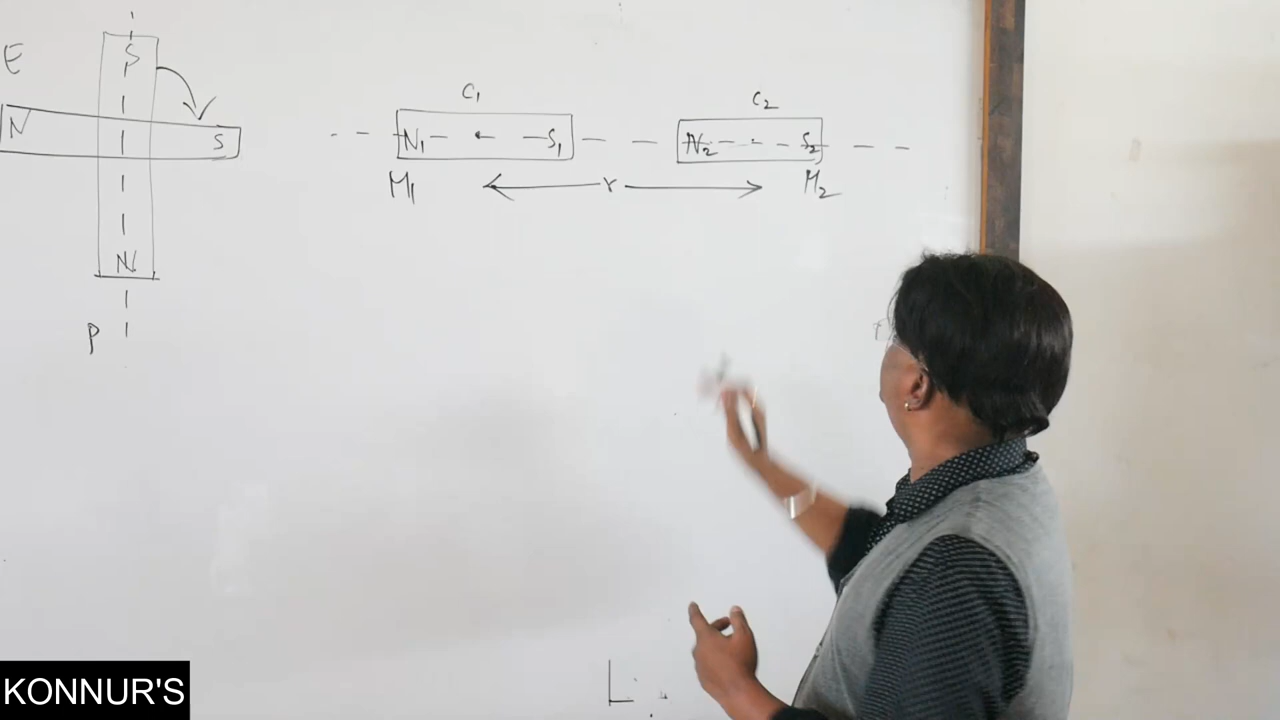 E
S
N S
N
P
C₁ C₂
N₁ S₁ N₂ S₂
M₁ r M₂
KONNUR'S